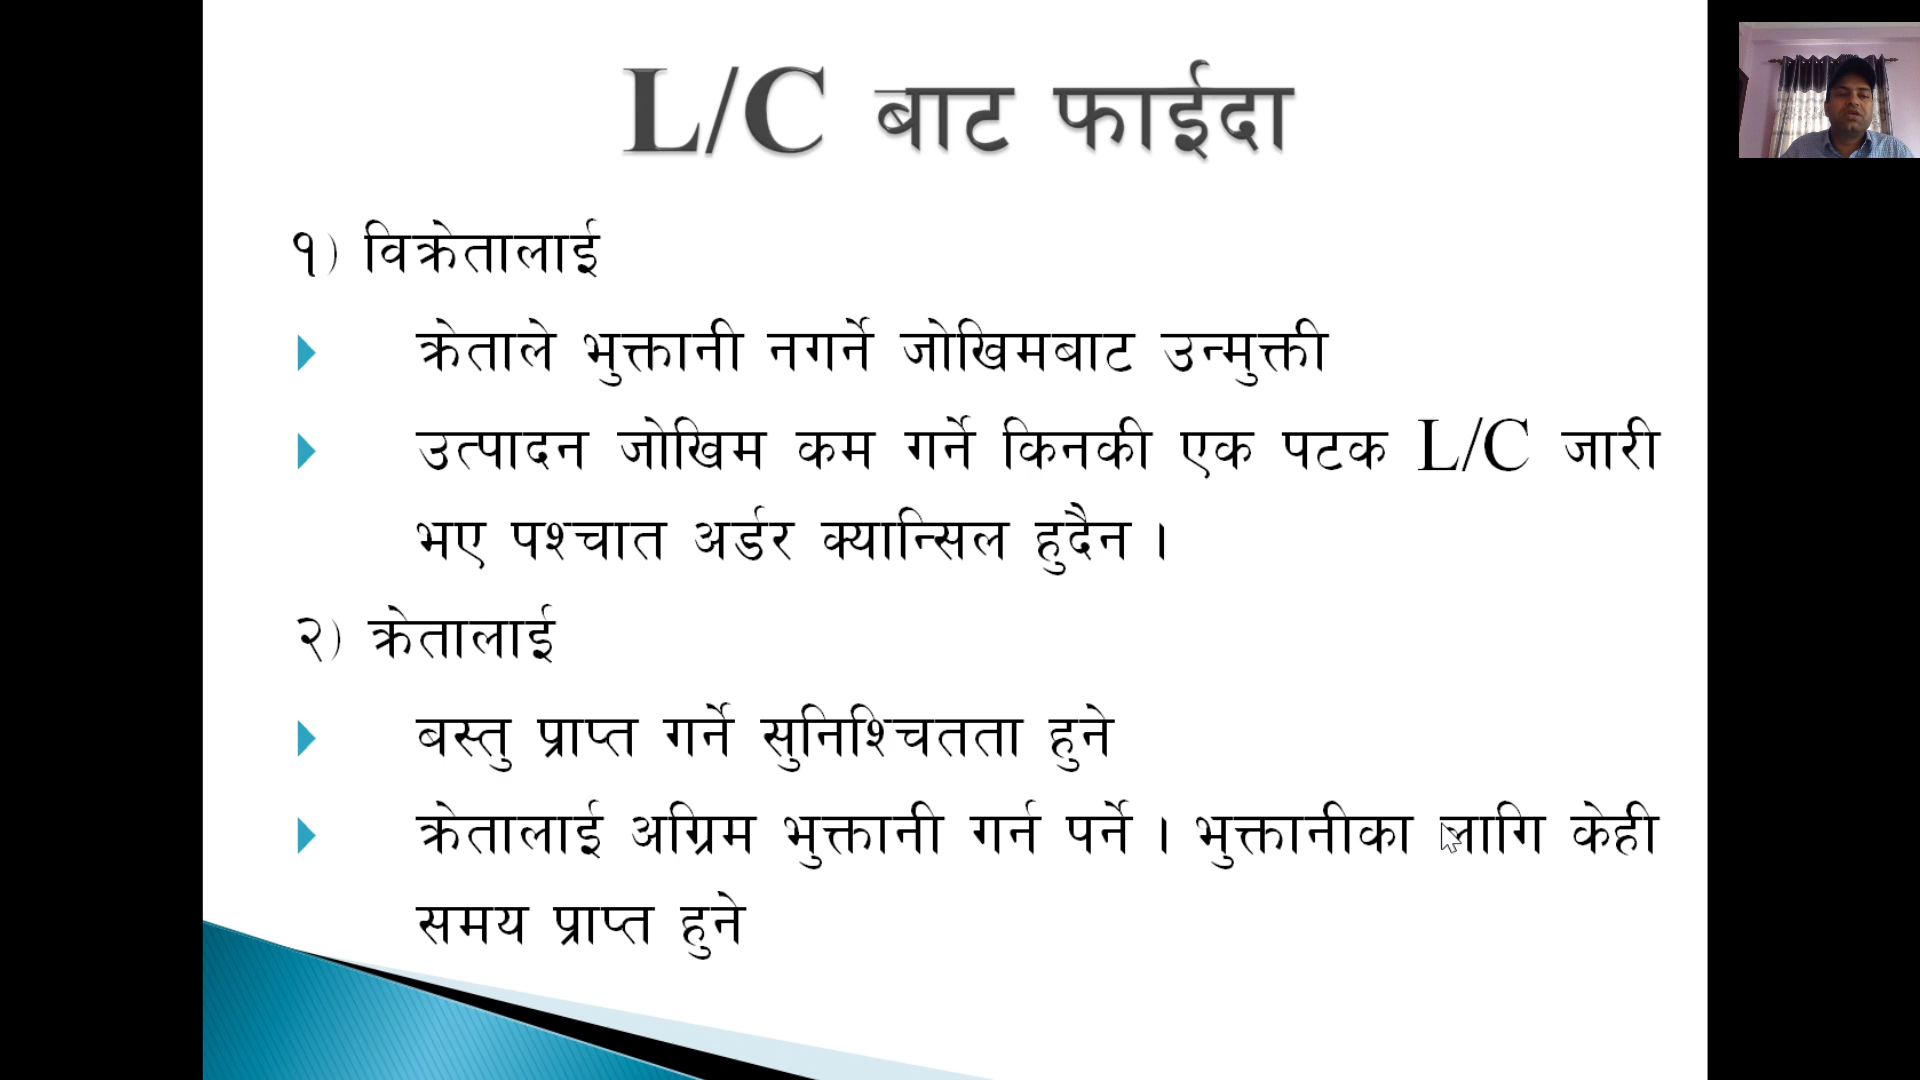 L/C बाट फाईदा
१) विक्रेतालाई
क्रेताले भुक्तानी नगर्ने जोखिमबाट उन्मुक्ती
उत्पादन जोखिम कम गर्ने किनकी एक पटक L/C जारी
भए पश्चात अर्डर क्यान्सिल हुदैन ।
२) क्रेतालाई
बस्तु प्राप्त गर्ने सुनिश्चितता हुने
क्रेतालाई अग्रिम भुक्तानी गर्न पर्ने । भुक्तानीका लागि केही
समय प्राप्त हुने